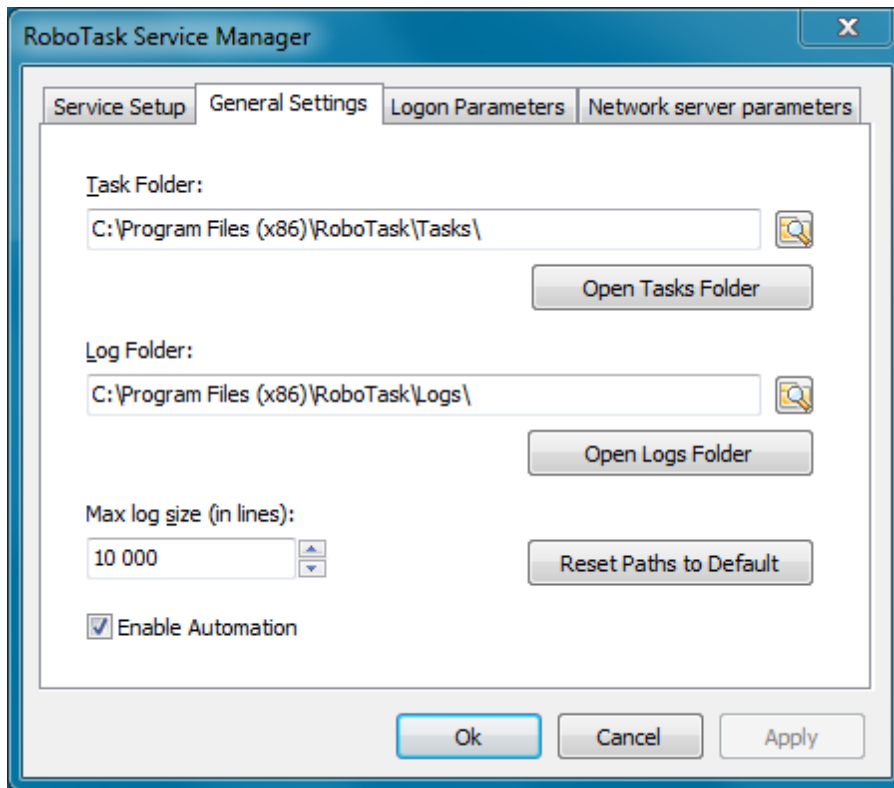 RoboTask Service Manager
Service Setup General Settings Logon Parameters Network server parameters
Task Folder:
C:\Program Files (x86)\RoboTask\Tasks\
Open Tasks Folder
Log Folder:
C:\Program Files (x86)\RoboTask\Logs\
Open Logs Folder
Max log size (in lines):
10 000
Reset Paths to Default
Enable Automation
Ok Cancel Apply